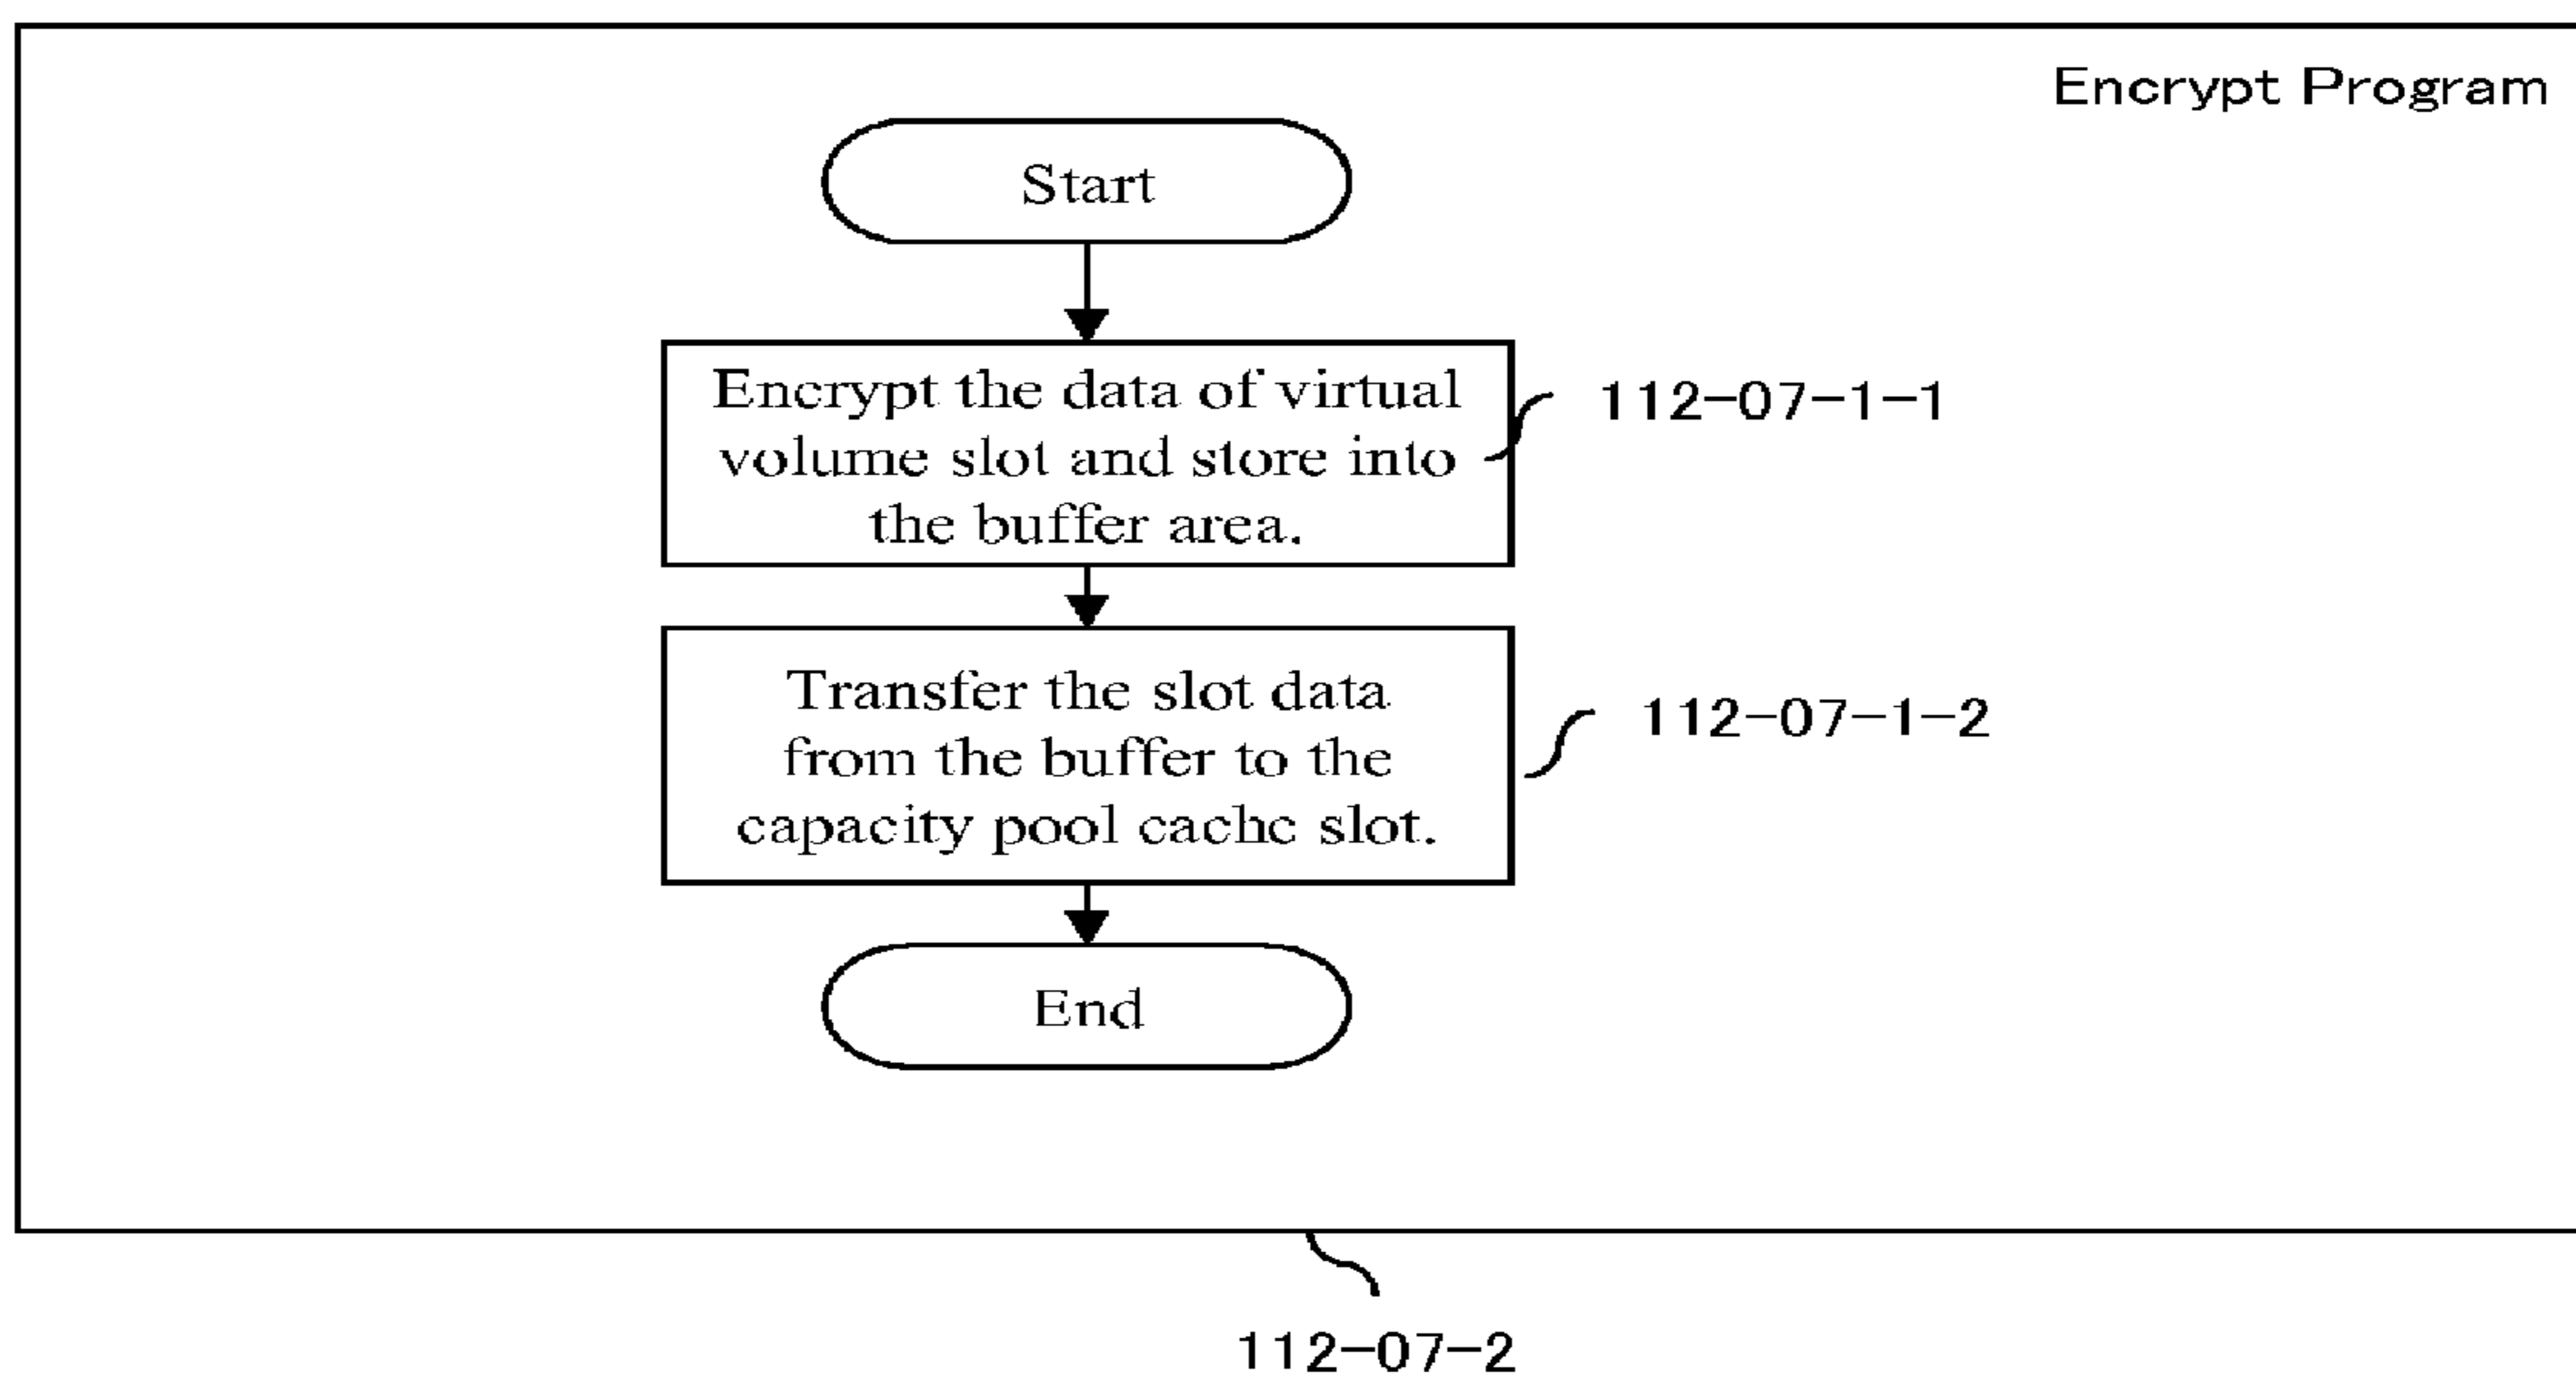 Encrypt Program
Start
Encrypt the data of virtual
volume slot and store into
the buffer area.
112-07-1-1
Transfer the slot data
from the buffer to the
capacity pool cache slot.
112-07-1-2
End
112-07-2